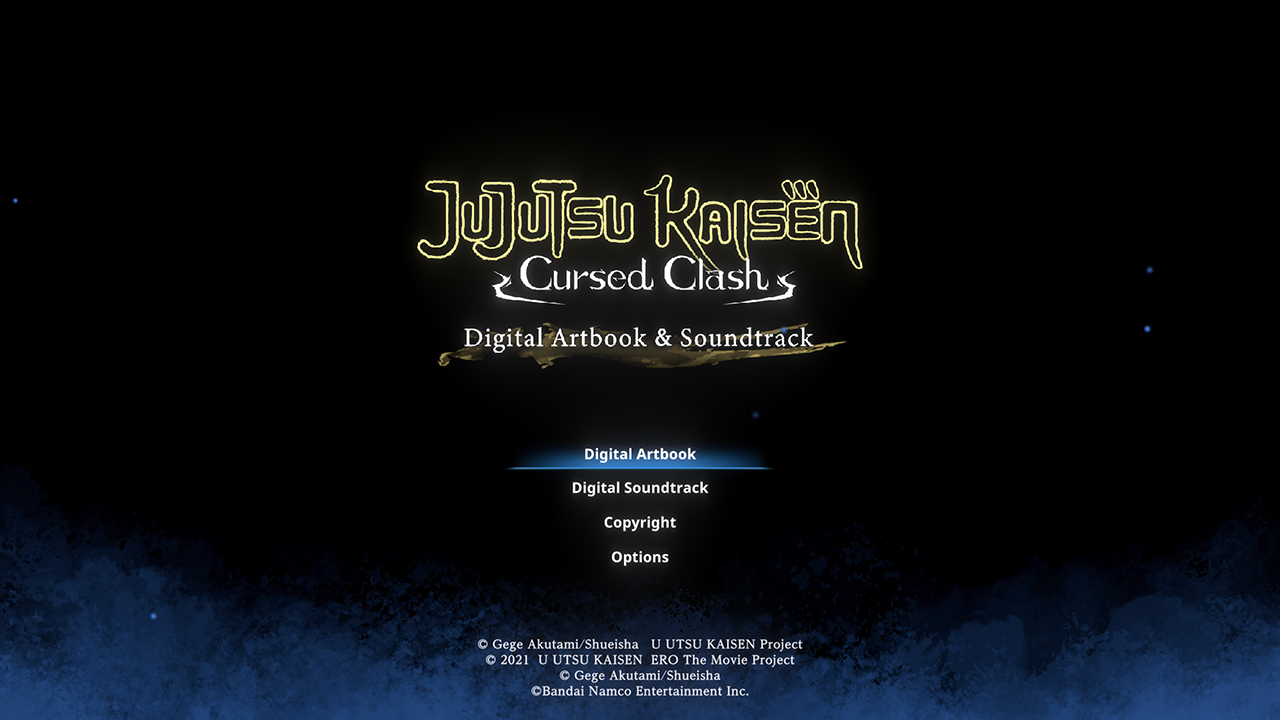 JUJUTSU KAISEN
Cursed Clash
Digital Artbook & Soundtrack
Digital Artbook
Digital Soundtrack
Copyright
Options
© Gege Akutami/Shueisha U UTSU KAISEN Project
© 2021 U UTSU KAISEN ERO The Movie Project
© Gege Akutami/Shueisha
©Bandai Namco Entertainment Inc.